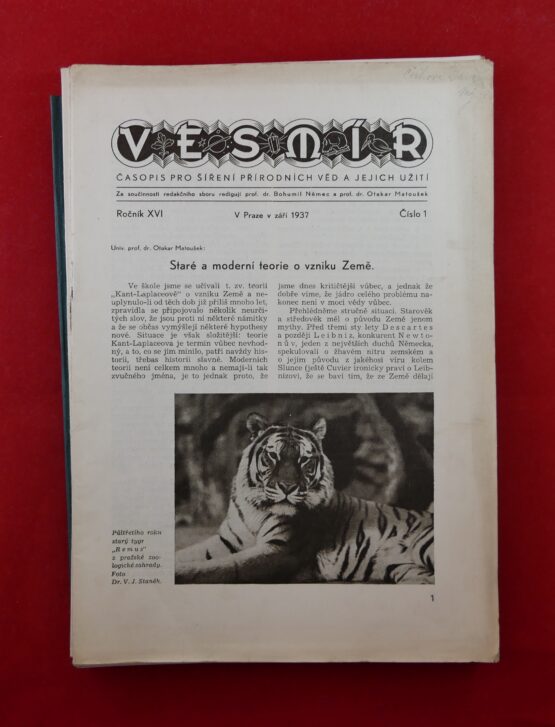 VESMÍR
ČASOPIS PRO ŠÍŘENÍ PŘÍRODNÍCH VĚD A JEJICH UŽITÍ
Za součinnosti redakčního sboru redigují prof. dr. Bohumil Němec a prof. dr. Otakar Matoušek
Ročník XVI V Praze v září 1937 Číslo 1
Univ. prof. dr. Otakar Matoušek:
Staré a moderní teorie o vzniku Země.
Ve škole jsme se učívali t. zv. teorii
„Kant-Laplaceově“ o vzniku Země a ne-
uplynulo-li od těch dob již příliš mnoho let,
zpravidla se připojovalo několik neurči-
tých slov, že jsou proti ní některé námitky
a že se občas vymýšlejí některé hypothesy
nové. Situace je však složitější: teorie
Kant-Laplaceova je termín vůbec nevhod-
ný, a to, co se jím mínilo, patří navždy his-
torii, třebas historii slavné. Moderních
teorií není celkem mnoho a nemají-li tak
zvučného jména, je to jednak proto, že
jsme dnes kritičtější vůbec, a jednak že
dobře víme, že jádro celého problému na-
konec není v moci vědy vůbec.
Přehlédněme stručně situaci. Starověk
a středověk měl o původu Země jenom
mythy. Před třemi sty lety Descartes
a později Leibniz, konkurent Newto-
nův, jeden z největších duchů Německa,
spekulovali o žhavém nitru zemském a
o jejím původu z jakéhosi kolem
Slunce (ještě Cuvier ironicky praví o Leib-
nizovi, že se baví tím, že ze Země dělají
Půltřetího roku
starý tygr
„Remus“
z pražské zoo-
logické zahrady.
Foto
Dr. V. J. Staněk.
1